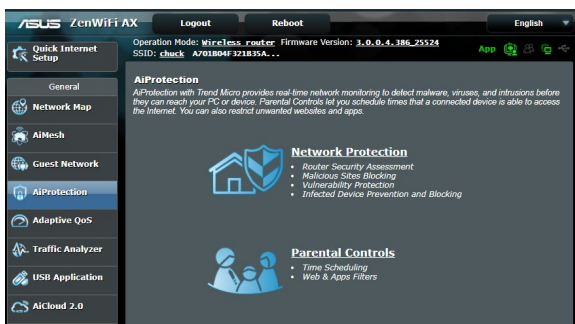 ASUS ZenWiFi AX Logout Reboot English
Operation Mode: Wireless router Firmware Version: 3.0.0.4.386_25524
SSID: chuck A701B04F321B35A... App
Quick Internet
Setup
General
Network Map
AiMesh
Guest Network
AiProtection
Adaptive QoS
Traffic Analyzer
USB Application
AiCloud 2.0
AiProtection
AiProtection with Trend Micro provides real-time network monitoring to detect malware, viruses, and intrusions before
they can reach your PC or device. Parental Controls let you schedule times that a connected device is able to access
the Internet. You can also restrict unwanted websites and apps.
Network Protection
• Router Security Assessment
• Malicious Sites Blocking
• Vulnerability Protection
• Infected Device Prevention and Blocking
Parental Controls
• Time Scheduling
• Web & Apps Filters